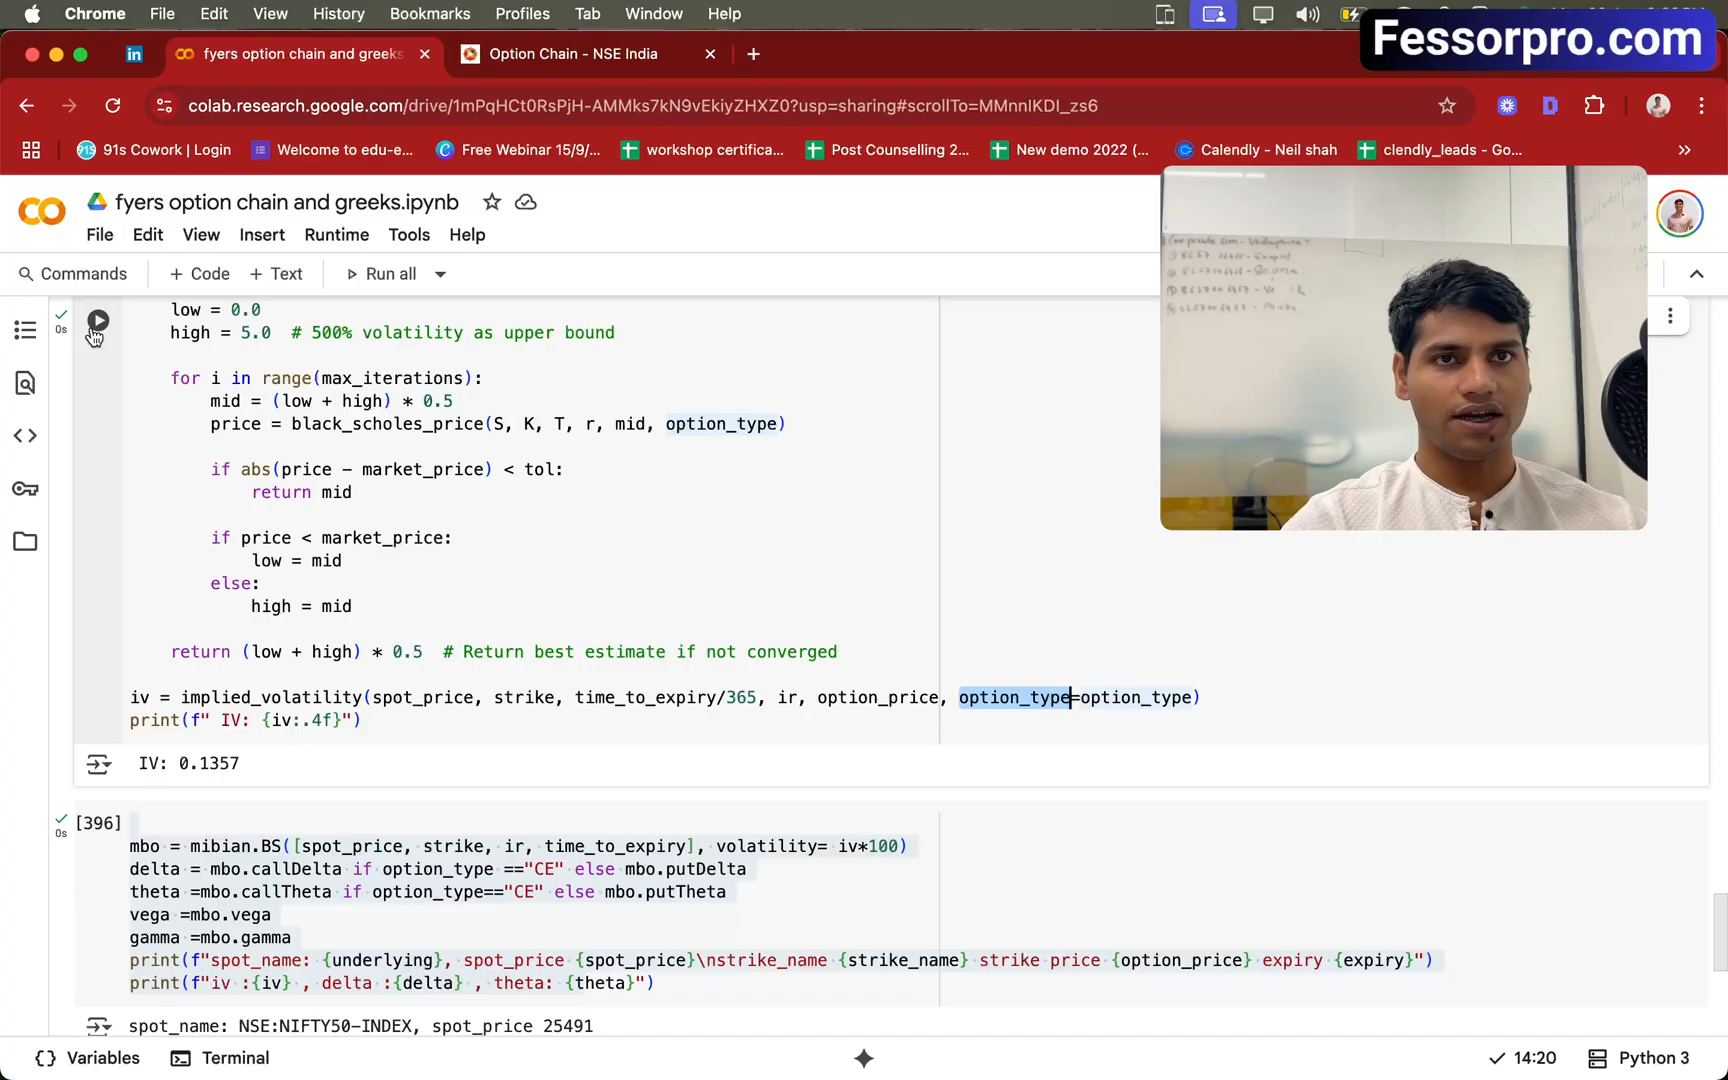 Chrome File Edit View History Bookmarks Profiles Tab Window Help
Fessorpro.com
in fyers option chain and greeks Option Chain - NSE India
colab.research.google.com/drive/1mPqHCt0RsPjH-AMMks7kN9vEkiyZHXZ0?usp=sharing#scrollTo=MMnnlKDl_zs6
91s Cowork | Login Welcome to edu-e... Free Webinar 15/9/... workshop certifica... Post Counselling 2... New demo 2022 (... Calendly - Neil shah clendly_leads - Go...
fyers option chain and greeks.ipynb
File Edit View Insert Runtime Tools Help
Commands + Code + Text Run all
low = 0.0
0s
high = 5.0 # 500% volatility as upper bound
for i in range(max_iterations):
mid = (low + high) * 0.5
price = black_scholes_price(S, K, T, r, mid, option_type)
if abs(price - market_price) < tol:
return mid
if price < market_price:
low = mid
else:
high = mid
return (low + high) * 0.5 # Return best estimate if not converged
iv = implied_volatility(spot_price, strike, time_to_expiry/365, ir, option_price, option_type=option_type)
print(f" IV: {iv:.4f}")
IV: 0.1357
[396]
0s
mbo = mibian.BS([spot_price, strike, ir, time_to_expiry], volatility= iv*100)
delta = mbo.callDelta if option_type =="CE" else mbo.putDelta
theta =mbo.callTheta if option_type=="CE" else mbo.putTheta
vega =mbo.vega
gamma =mbo.gamma
print(f"spot_name: {underlying}, spot_price {spot_price}\nstrike_name {strike_name} strike price {option_price} expiry {expiry}")
print(f"iv :{iv} , delta :{delta} , theta: {theta}")
spot_name: NSE:NIFTY50-INDEX, spot_price 25491
Variables Terminal 14:20 Python 3